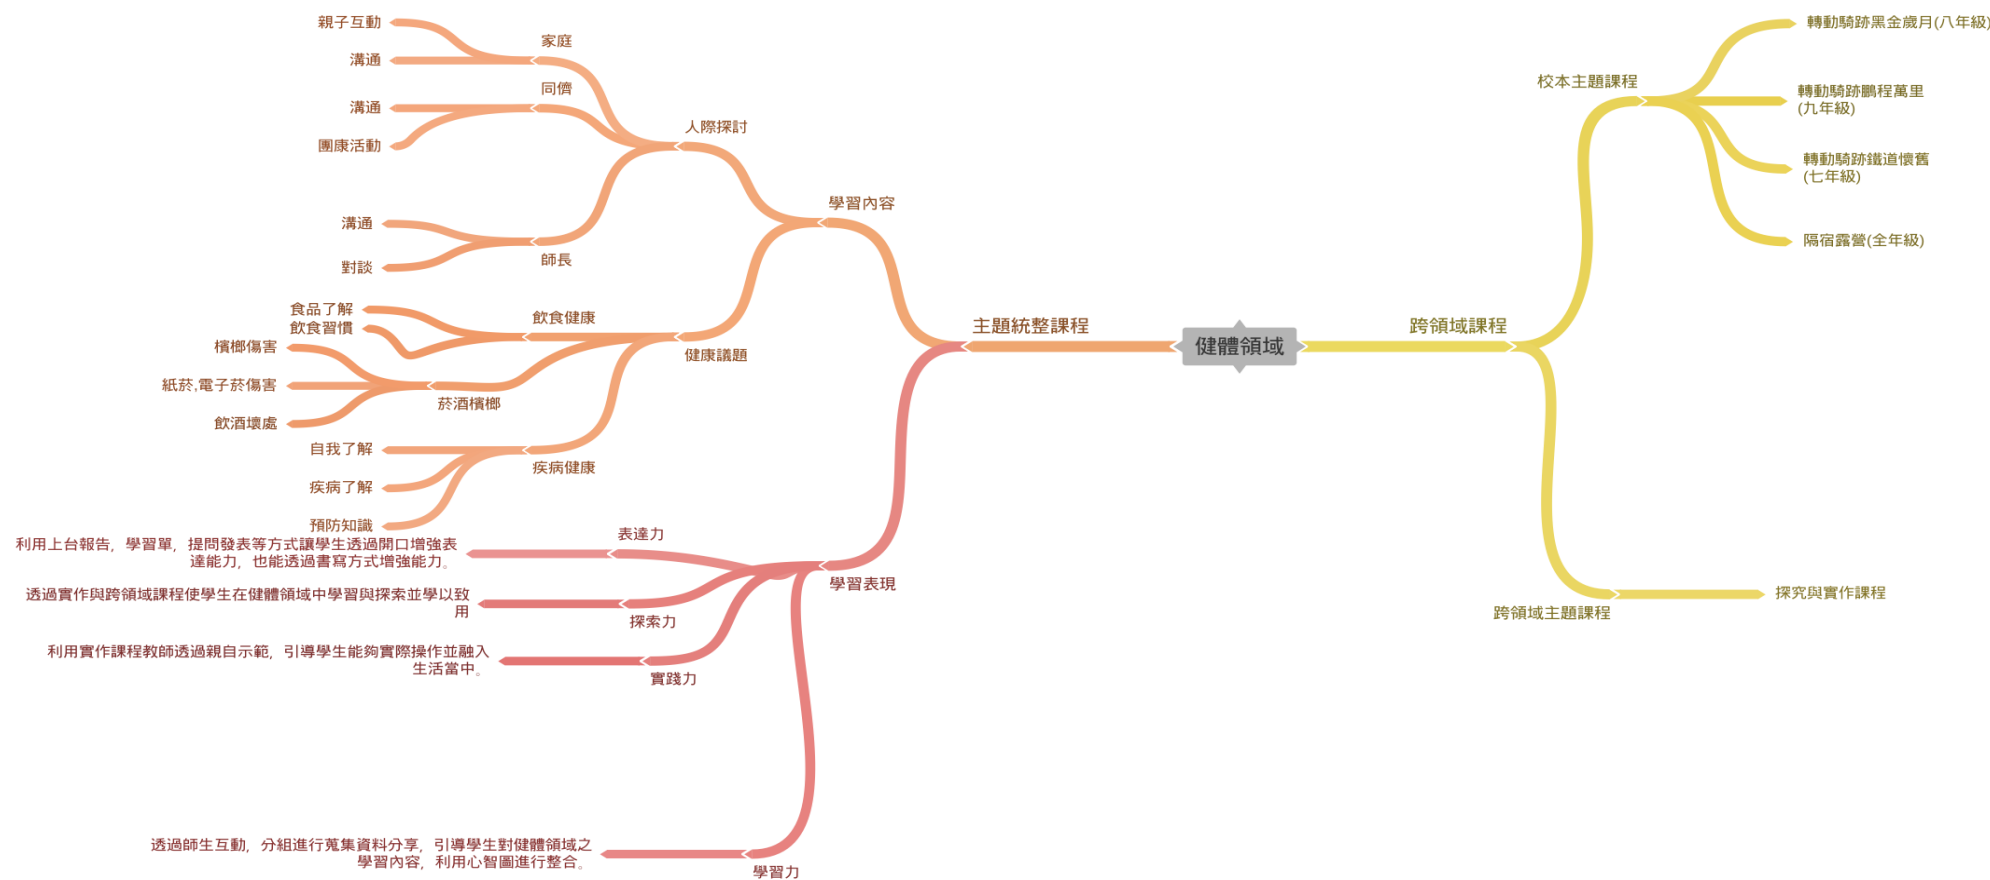 健體領域
主題統整課程
學習內容
人際探討
家庭
親子互動
溝通
同儕
溝通
團康活動
師長
溝通
對談
健康議題
飲食健康
食品了解
飲食習慣
菸酒檳榔
檳榔傷害
紙菸,電子菸傷害
飲酒壞處
疾病健康
自我了解
疾病了解
預防知識
學習表現
表達力
利用上台報告，學習單，提問發表等方式讓學生透過開口增強表
達能力，也能透過書寫方式增強能力。
探索力
透過實作與跨領域課程使學生在健體領域中學習與探索並學以致
用
實踐力
利用實作課程教師透過親自示範，引導學生能夠實際操作並融入
生活當中。
學習力
透過師生互動，分組進行蒐集資料分享，引導學生對健體領域之
學習內容，利用心智圖進行整合。
跨領域課程
校本主題課程
轉動騎跡黑金歲月(八年級)
轉動騎跡鵬程萬里
(九年級)
轉動騎跡鐵道懷舊
(七年級)
隔宿露營(全年級)
跨領域主題課程
探究與實作課程